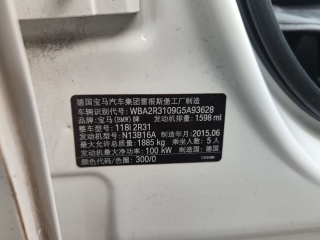 德国宝马汽车集团雷根斯堡工厂制造
车辆识别代号: WBA2R3109G5A93628
发动机排量: 1598 ml
品牌: 宝马(BMW)牌
整车型号: 118i 2R31
发动机型号: N13B16A 制造年月: 2015.06
最大允许总质量: 1885 kg 乘坐人数: 5 人
发动机最大净功率: 100 kW 制造国: 德国
颜色代码/色圈: 300/0